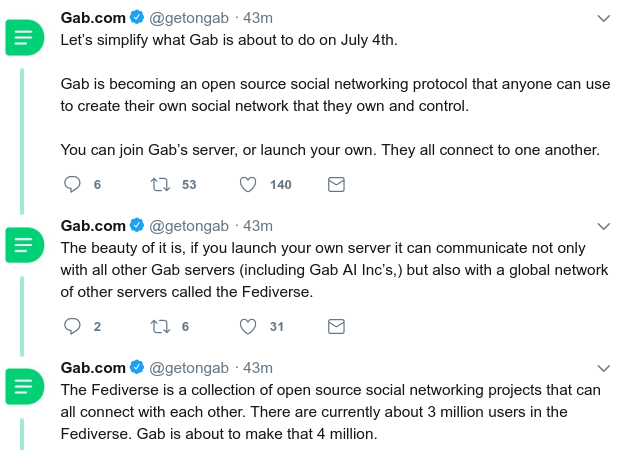 Gab.com @getongab · 43m
Let's simplify what Gab is about to do on July 4th.
Gab is becoming an open source social networking protocol that anyone can use
to create their own social network that they own and control.
You can join Gab's server, or launch your own. They all connect to one another.
6 53 140
Gab.com @getongab · 43m
The beauty of it is, if you launch your own server it can communicate not only
with all other Gab servers (including Gab AI Inc's,) but also with a global network
of other servers called the Fediverse.
2 6 31
Gab.com @getongab · 43m
The Fediverse is a collection of open source social networking projects that can
all connect with each other. There are currently about 3 million users in the
Fediverse. Gab is about to make that 4 million.